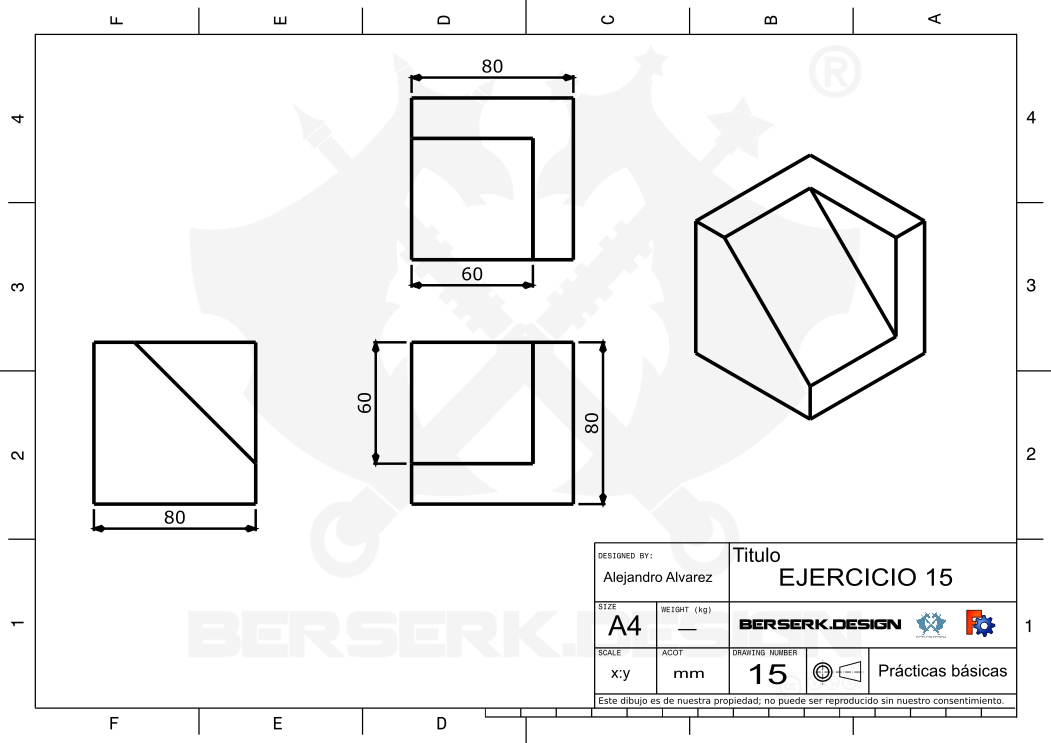 F E D C B A
4 4
80
®
60
3 3
60
80
2 2
80
DESIGNED BY:
Alejandro Alvarez
Titulo
EJERCICIO 15
SIZE
A4
WEIGHT (kg)
—
BERSERK.DESIGN
BERSERK.DESIGN
1 1
SCALE
x:y
ACOT
mm
DRAWING NUMBER
15
Prácticas básicas
Este dibujo es de nuestra propiedad; no puede ser reproducido sin nuestro consentimiento.
F E D